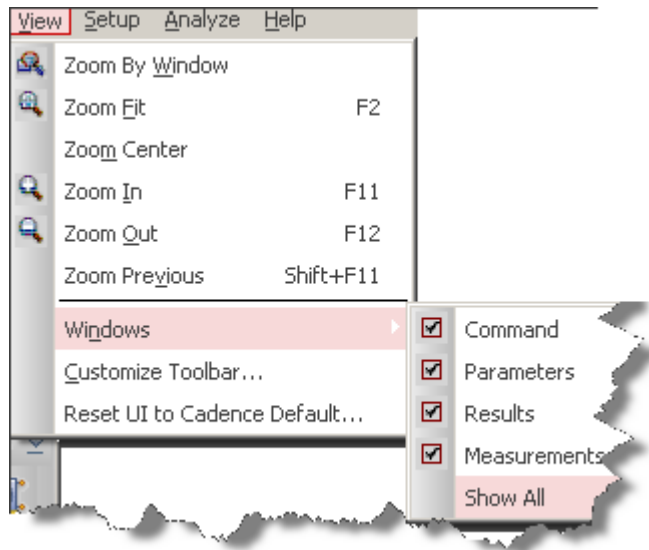 View Setup Analyze Help
Zoom By Window
Zoom Fit F2
Zoom Center
Zoom In F11
Zoom Out F12
Zoom Previous Shift+F11
Windows
Customize Toolbar...
Reset UI to Cadence Default...
Command
Parameters
Results
Measurements
Show All